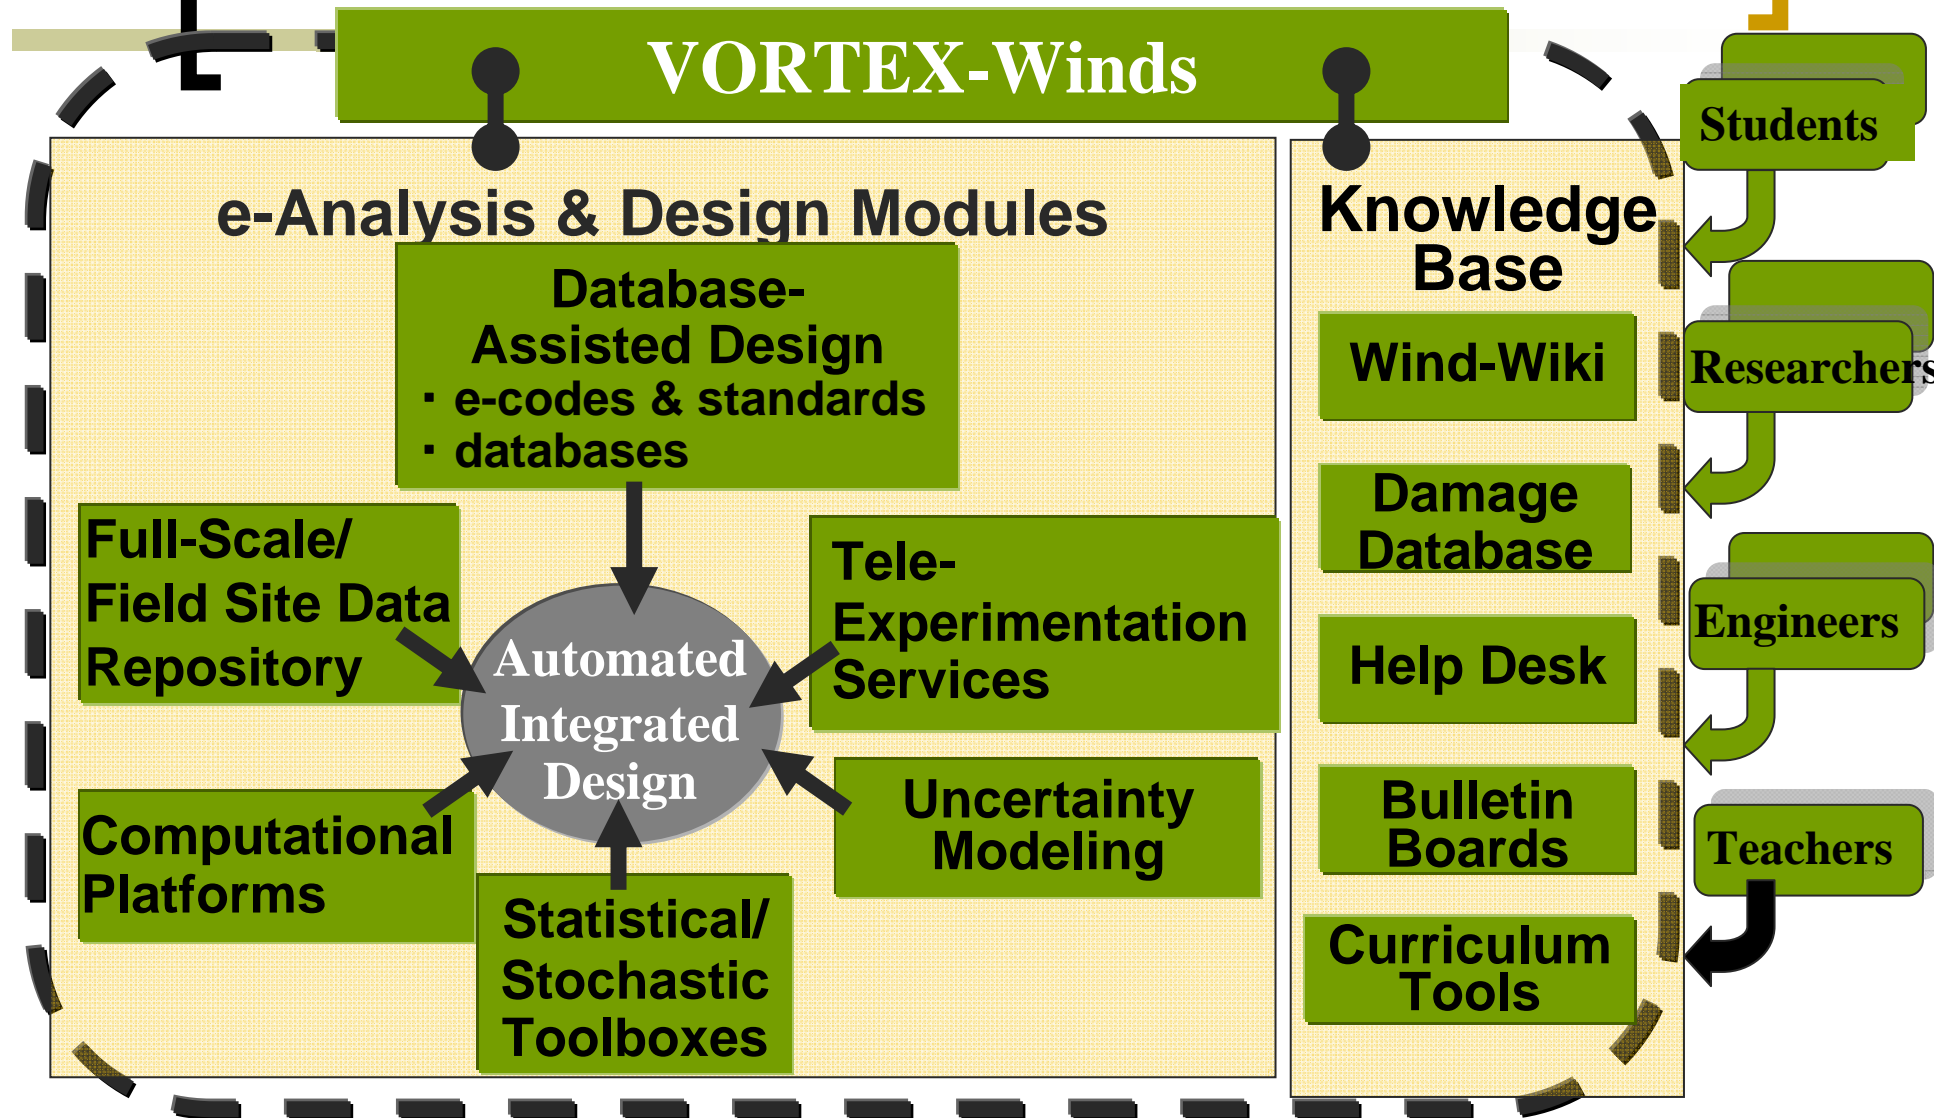 VORTEX-Winds
e-Analysis & Design Modules
Database-
Assisted Design
· e-codes & standards
· databases
Full-Scale/
Field Site Data
Repository
Tele-
Experimentation
Services
Automated
Integrated
Design
Computational
Platforms
Uncertainty
Modeling
Statistical/
Stochastic
Toolboxes
Knowledge
Base
Wind-Wiki
Damage
Database
Help Desk
Bulletin
Boards
Curriculum
Tools
Students
Researchers
Engineers
Teachers